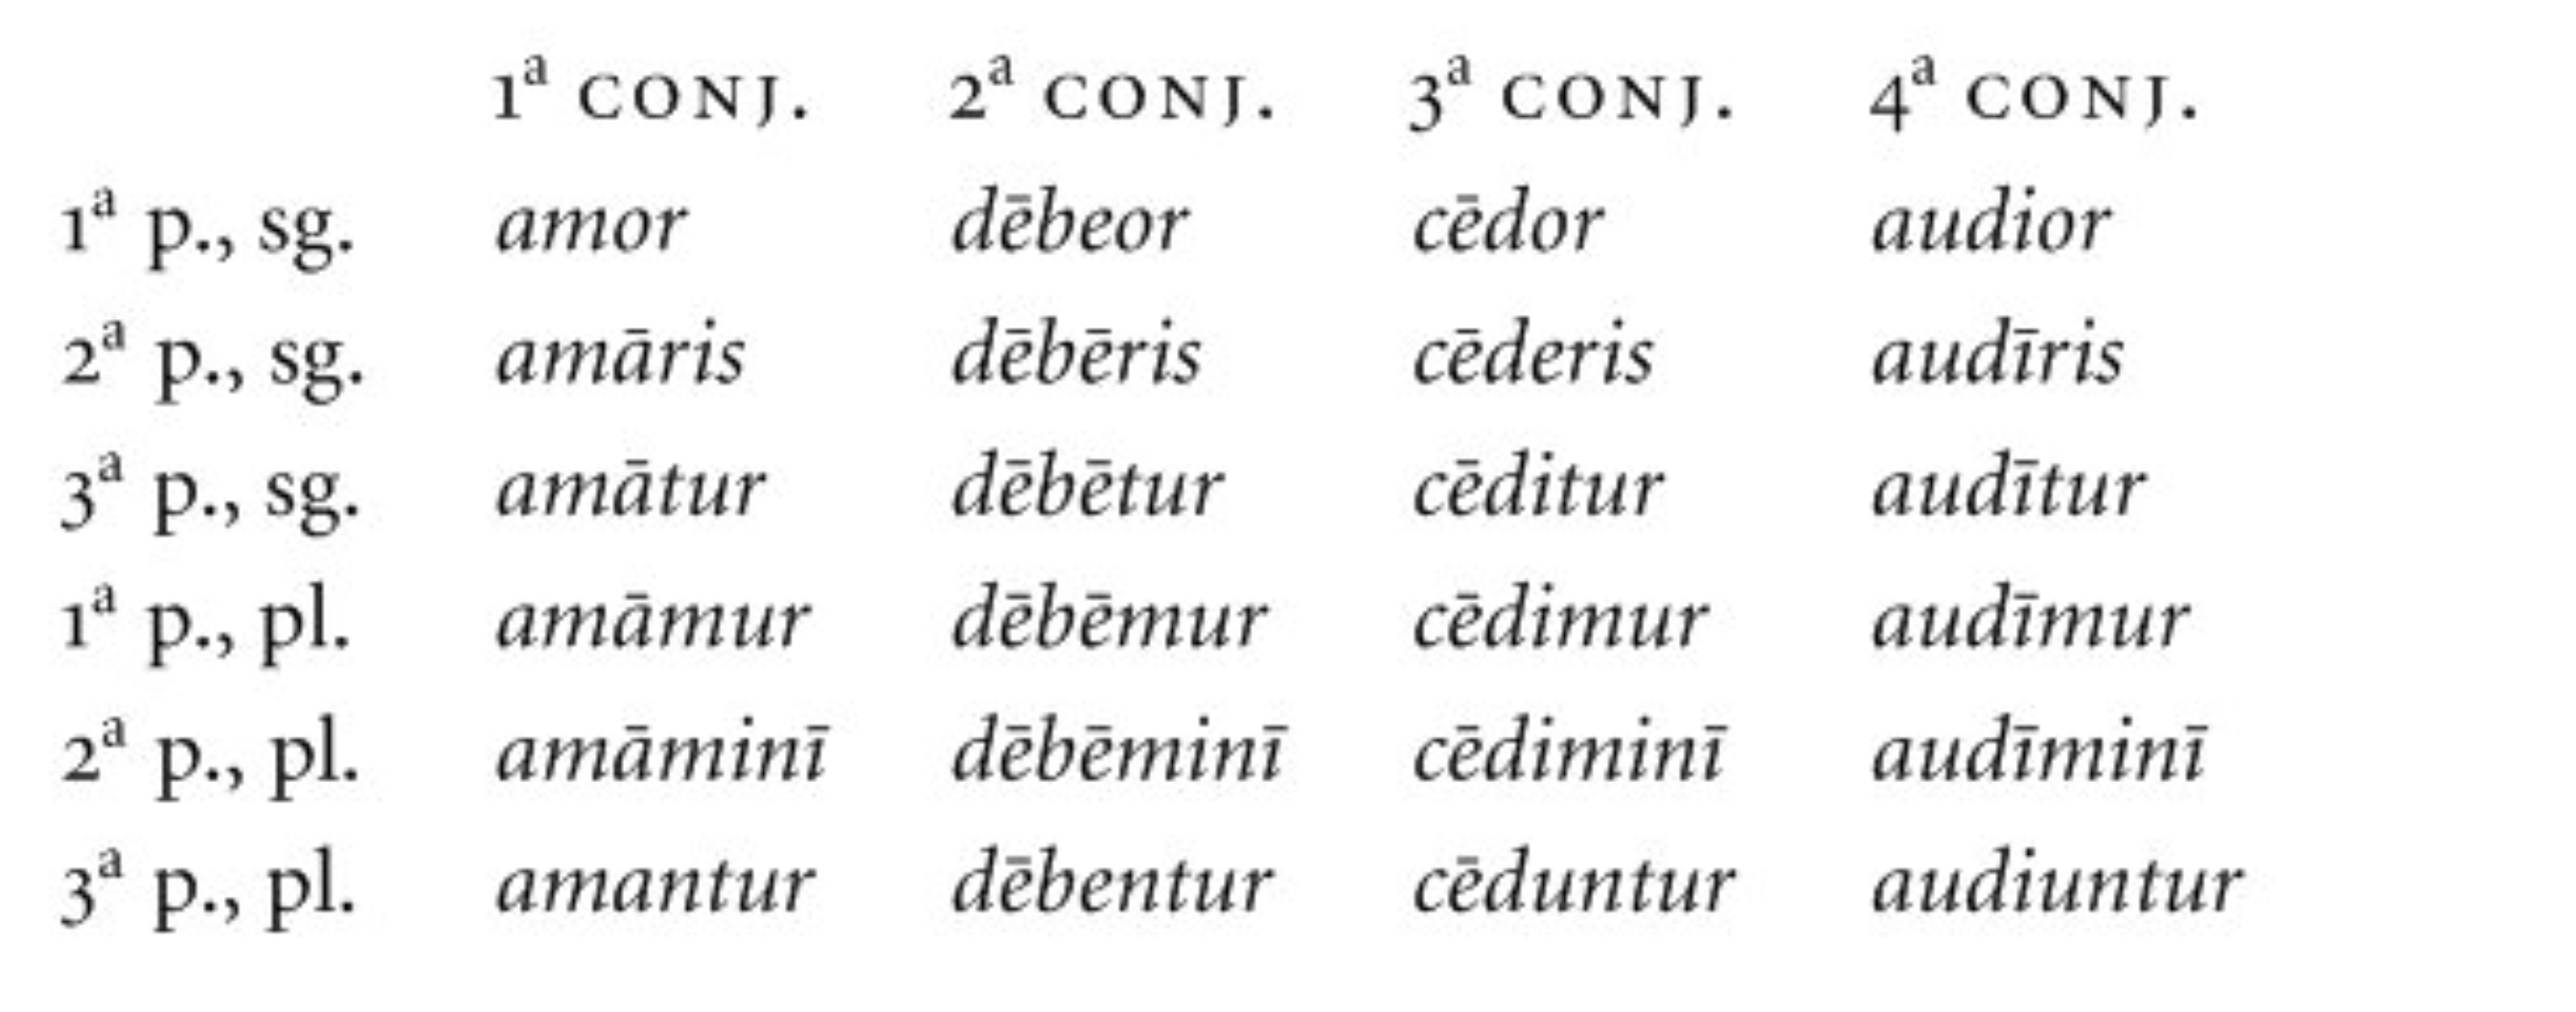 1ª CONJ. 2ª CONJ. 3ª CONJ. 4ª CONJ.
1ª p., sg. amor dēbeor cēdor audior
2ª p., sg. amāris dēbēris cēderis audīris
3ª p., sg. amātur dēbētur cēditur audītur
1ª p., pl. amāmur dēbēmur cēdimur audīmur
2ª p., pl. amāminī dēbēminī cēdiminī audīminī
3ª p., pl. amantur dēbentur cēduntur audiuntur